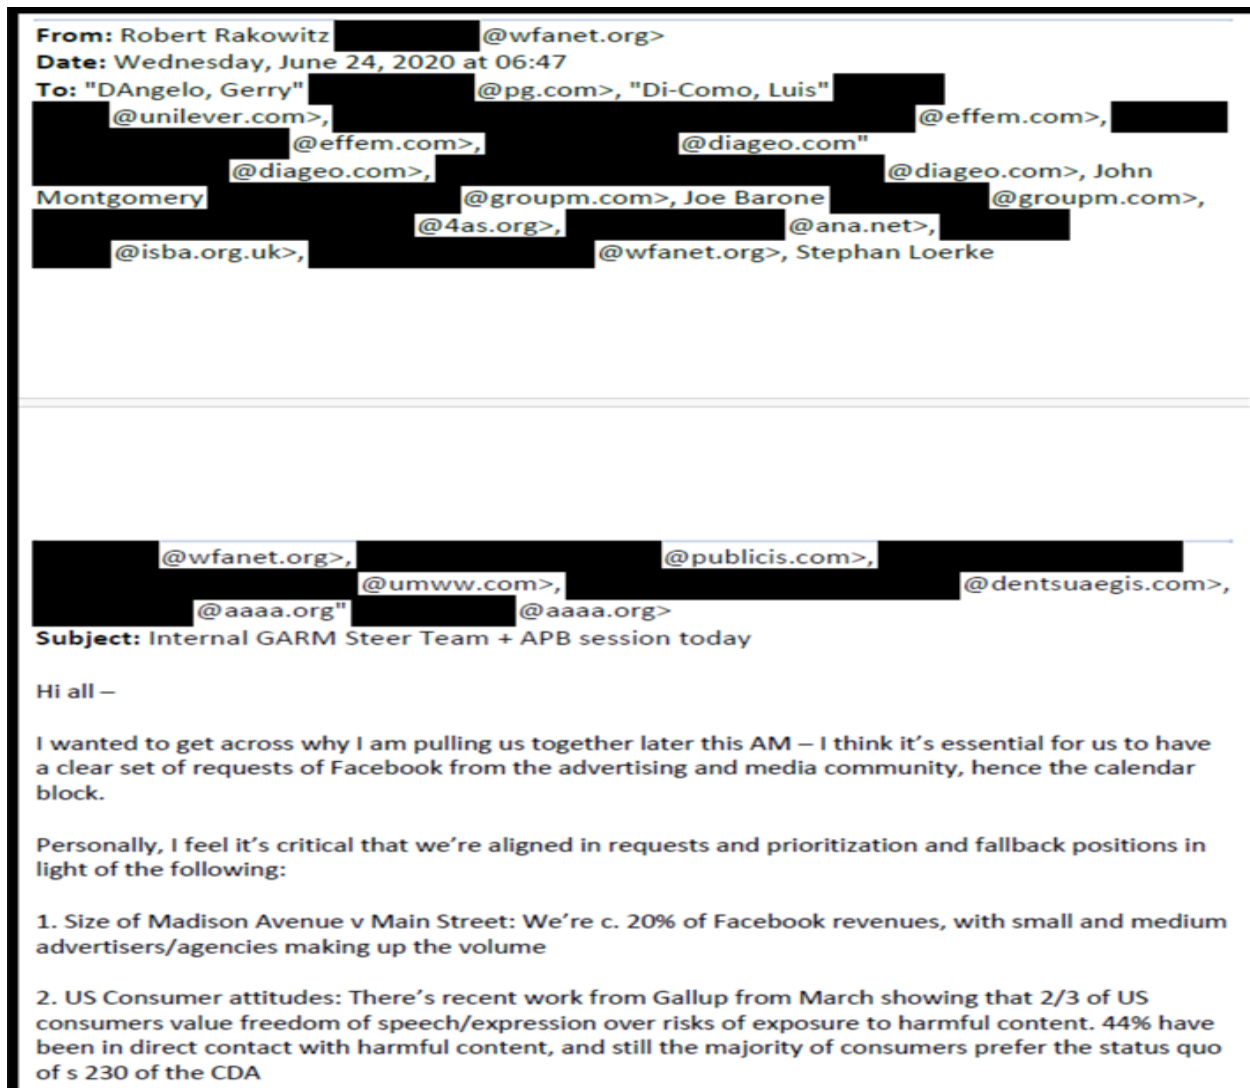 From: Robert Rakowitz @wfanet.org>
Date: Wednesday, June 24, 2020 at 06:47
To: "DAngelo, Gerry" @pg.com>, "Di-Como, Luis"
@unilever.com>, @effem.com>,
@effem.com>, @diageo.com"
@diageo.com>, @diageo.com>, John
Montgomery @groupm.com>, Joe Barone @groupm.com>,
@4as.org>, @ana.net>,
@isba.org.uk>, @wfanet.org>, Stephan Loerke
@wfanet.org>, @publicis.com>,
@umww.com>, @dentsuaegis.com>,
@aaaa.org" @aaaa.org>
Subject: Internal GARM Steer Team + APB session today
Hi all –
I wanted to get across why I am pulling us together later this AM – I think it's essential for us to have
a clear set of requests of Facebook from the advertising and media community, hence the calendar
block.
Personally, I feel it's critical that we're aligned in requests and prioritization and fallback positions in
light of the following:
1. Size of Madison Avenue v Main Street: We're c. 20% of Facebook revenues, with small and medium
advertisers/agencies making up the volume
2. US Consumer attitudes: There's recent work from Gallup from March showing that 2/3 of US
consumers value freedom of speech/expression over risks of exposure to harmful content. 44% have
been in direct contact with harmful content, and still the majority of consumers prefer the status quo
of s 230 of the CDA